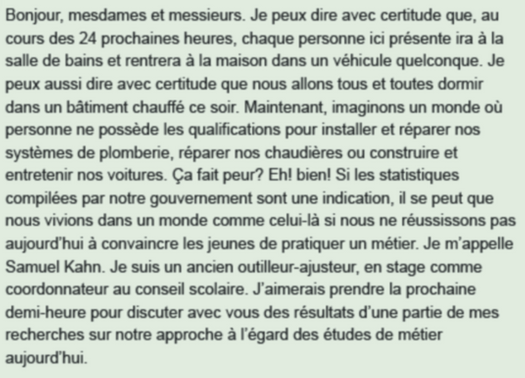 Bonjour, mesdames et messieurs. Je peux dire avec certitude que, au
cours des 24 prochaines heures, chaque personne ici présente ira à la
salle de bains et rentrera à la maison dans un véhicule quelconque. Je
peux aussi dire avec certitude que nous allons tous et toutes dormir
dans un bâtiment chauffé ce soir. Maintenant, imaginons un monde où
personne ne possède les qualifications pour installer et réparer nos
systèmes de plomberie, réparer nos chaudières ou construire et
entretenir nos voitures. Ça fait peur? Eh! bien! Si les statistiques
compilées par notre gouvernement sont une indication, il se peut que
nous vivions dans un monde comme celui-là si nous ne réussissons pas
aujourd'hui à convaincre les jeunes de pratiquer un métier. Je m'appelle
Samuel Kahn. Je suis un ancien outilleur-ajusteur, en stage comme
coordonnateur au conseil scolaire. J'aimerais prendre la prochaine
demi-heure pour discuter avec vous des résultats d'une partie de mes
recherches sur notre approche à l'égard des études de métier
aujourd'hui.